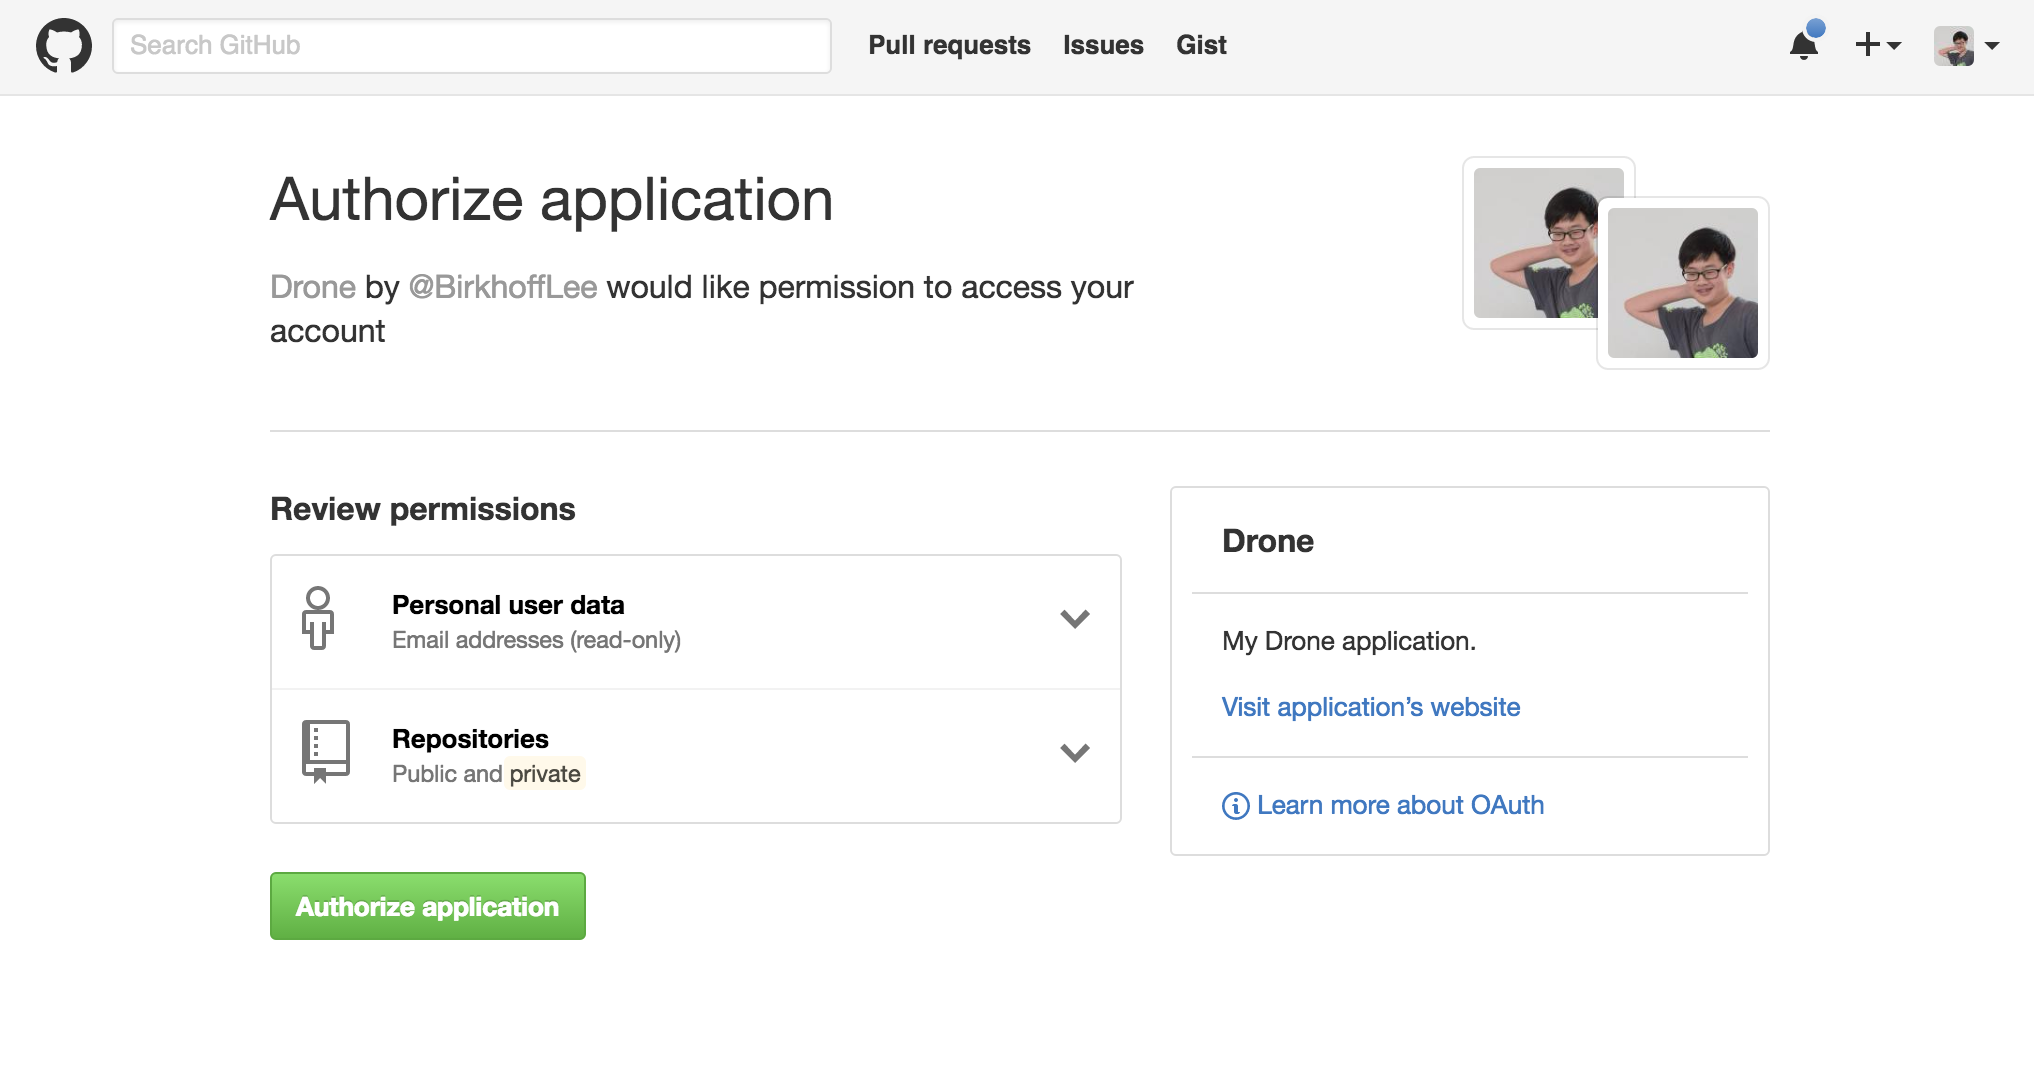 Search GitHub
Pull requests
Issues
Gist
Authorize application
Drone by @BirkhoffLee would like permission to access your
account
Review permissions
Personal user data
Email addresses (read-only)
Repositories
Public and private
Authorize application
Drone
My Drone application.
Visit application’s website
Learn more about OAuth